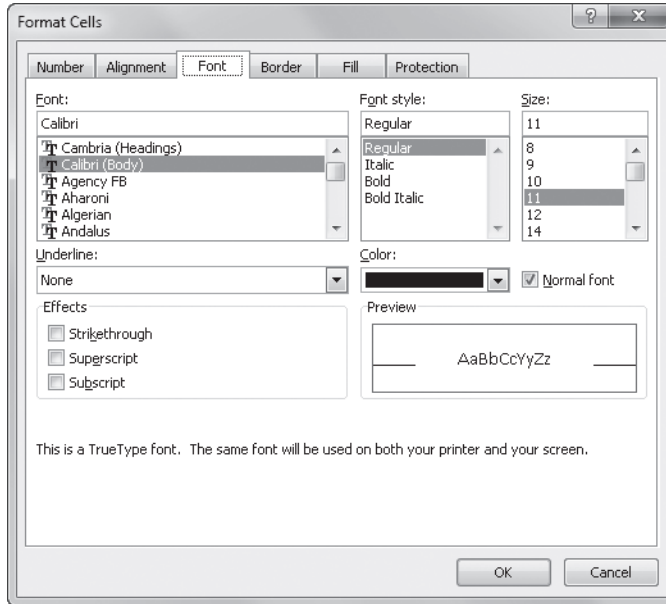 Format Cells
Number Alignment Font Border Fill Protection
Font: Font style: Size:
Calibri Regular 11
Cambria (Headings) Regular 8
Calibri (Body) Italic 9
Agency FB Bold 10
Aharoni Bold Italic 11
Algerian 12
Andalus 14
Underline: Color:
None Normal font
Effects Preview
Strikethrough
Superscript AaBbCcYyZz
Subscript
This is a TrueType font. The same font will be used on both your printer and your screen.
OK Cancel